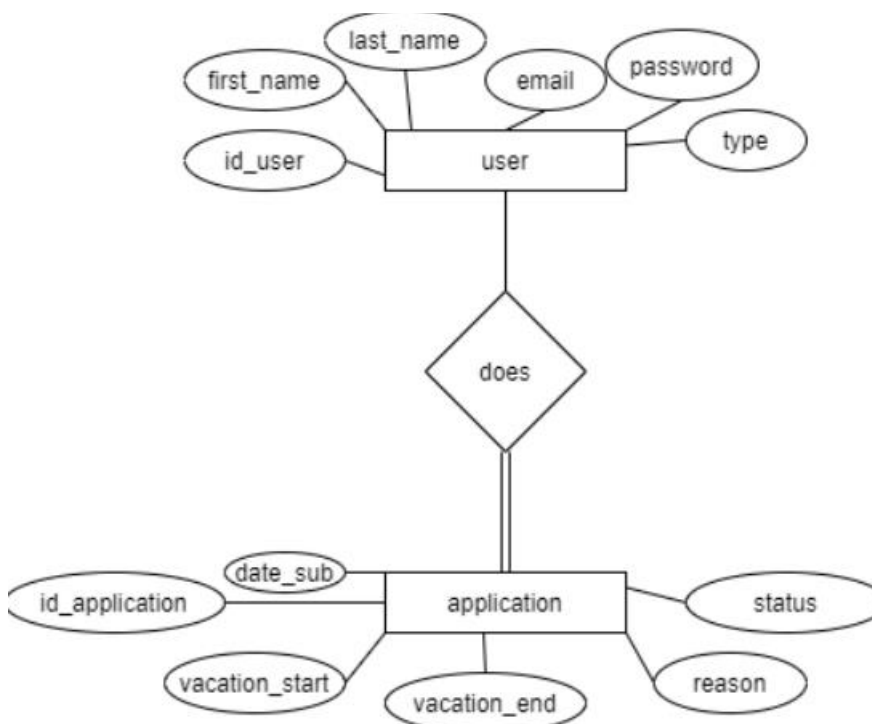 last_name
first_name
email
password
id_user
user
type
does
date_sub
id_application
application
status
vacation_start
vacation_end
reason